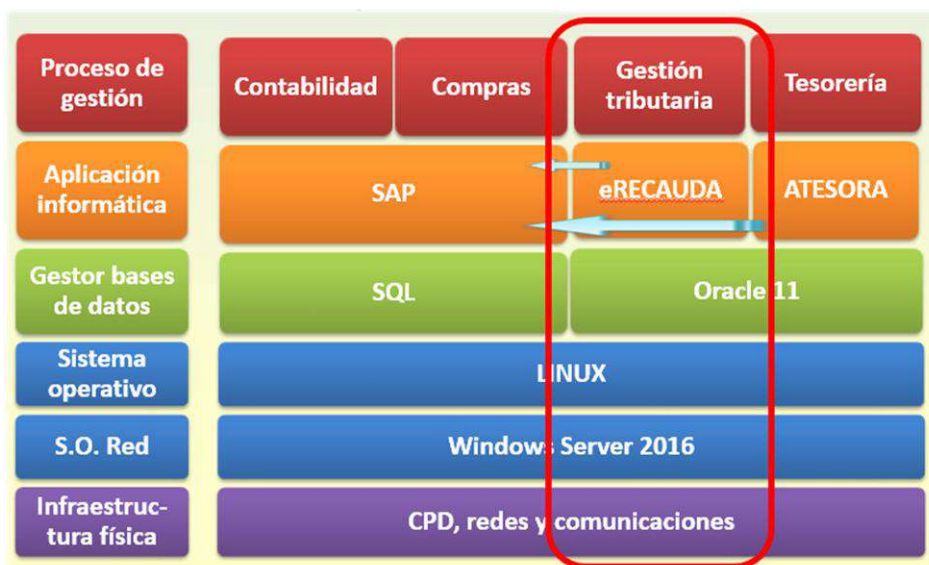 Proceso de
gestión
Contabilidad
Compras
Gestión
tributaria
Tesorería
Aplicación
informática
SAP
eRECAUDA
ATESORA
Gestor bases
de datos
SQL
Oracle 11
Sistema
operativo
LINUX
S.O. Red
Windows Server 2016
Infraestruc-
tura física
CPD, redes y comunicaciones